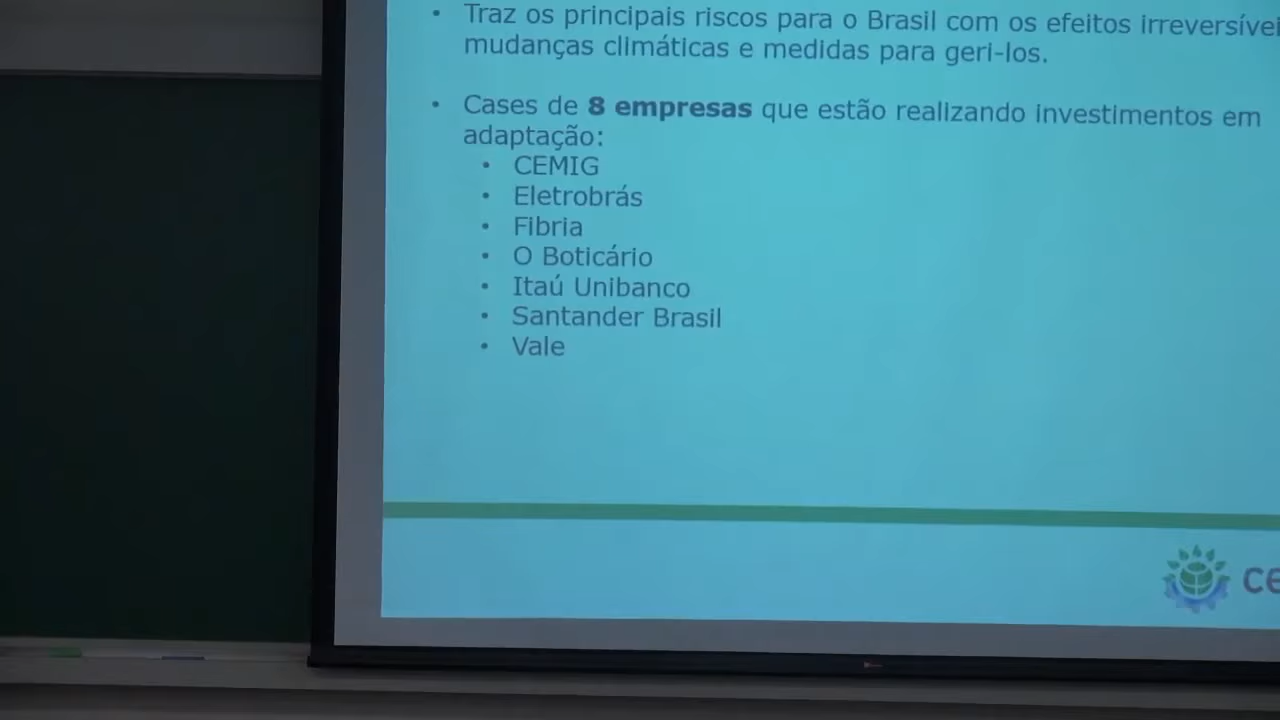 • Traz os principais riscos para o Brasil com os efeitos
mudanças climáticas e medidas para geri-los.
• Cases de 8 empresas que estão realizando investimentos em
adaptação:
• CEMIG
• Eletrobrás
• Fibria
• O Boticário
• Itaú Unibanco
• Santander Brasil
• Vale